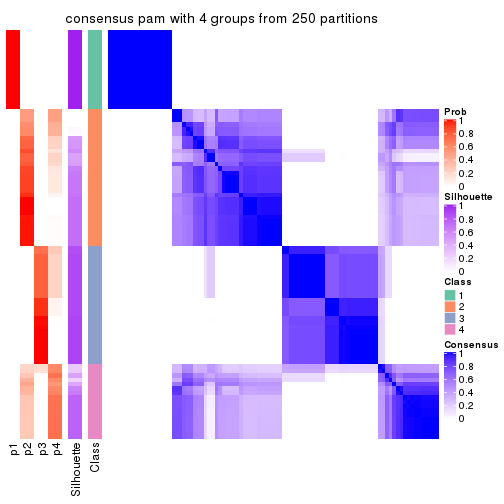 consensus pam with 4 groups from 250 partitions
Prob
1
0.8
0.6
0.4
0.2
0
Silhouette
1
0.8
0.6
0.4
0.2
0
Class
1
2
3
4
Consensus
1
0.8
0.6
0.4
0.2
0
p1
p2
p3
p4
Silhouette
Class